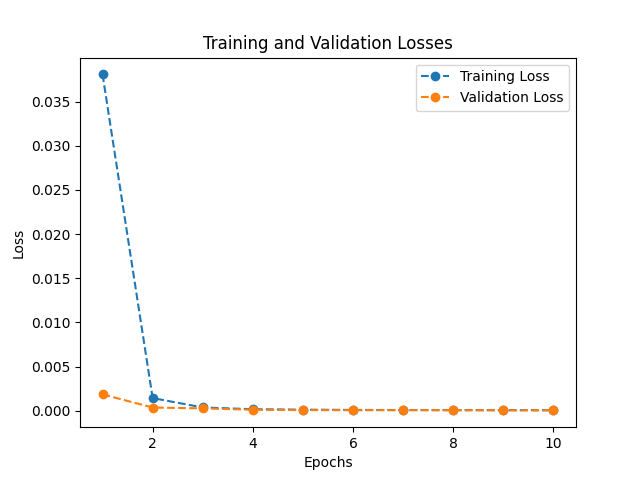 Training and Validation Losses
Training Loss
Validation Loss
0.035
0.030
0.025
0.020
0.015
0.010
0.005
0.000
Loss
2 4 6 8 10
Epochs